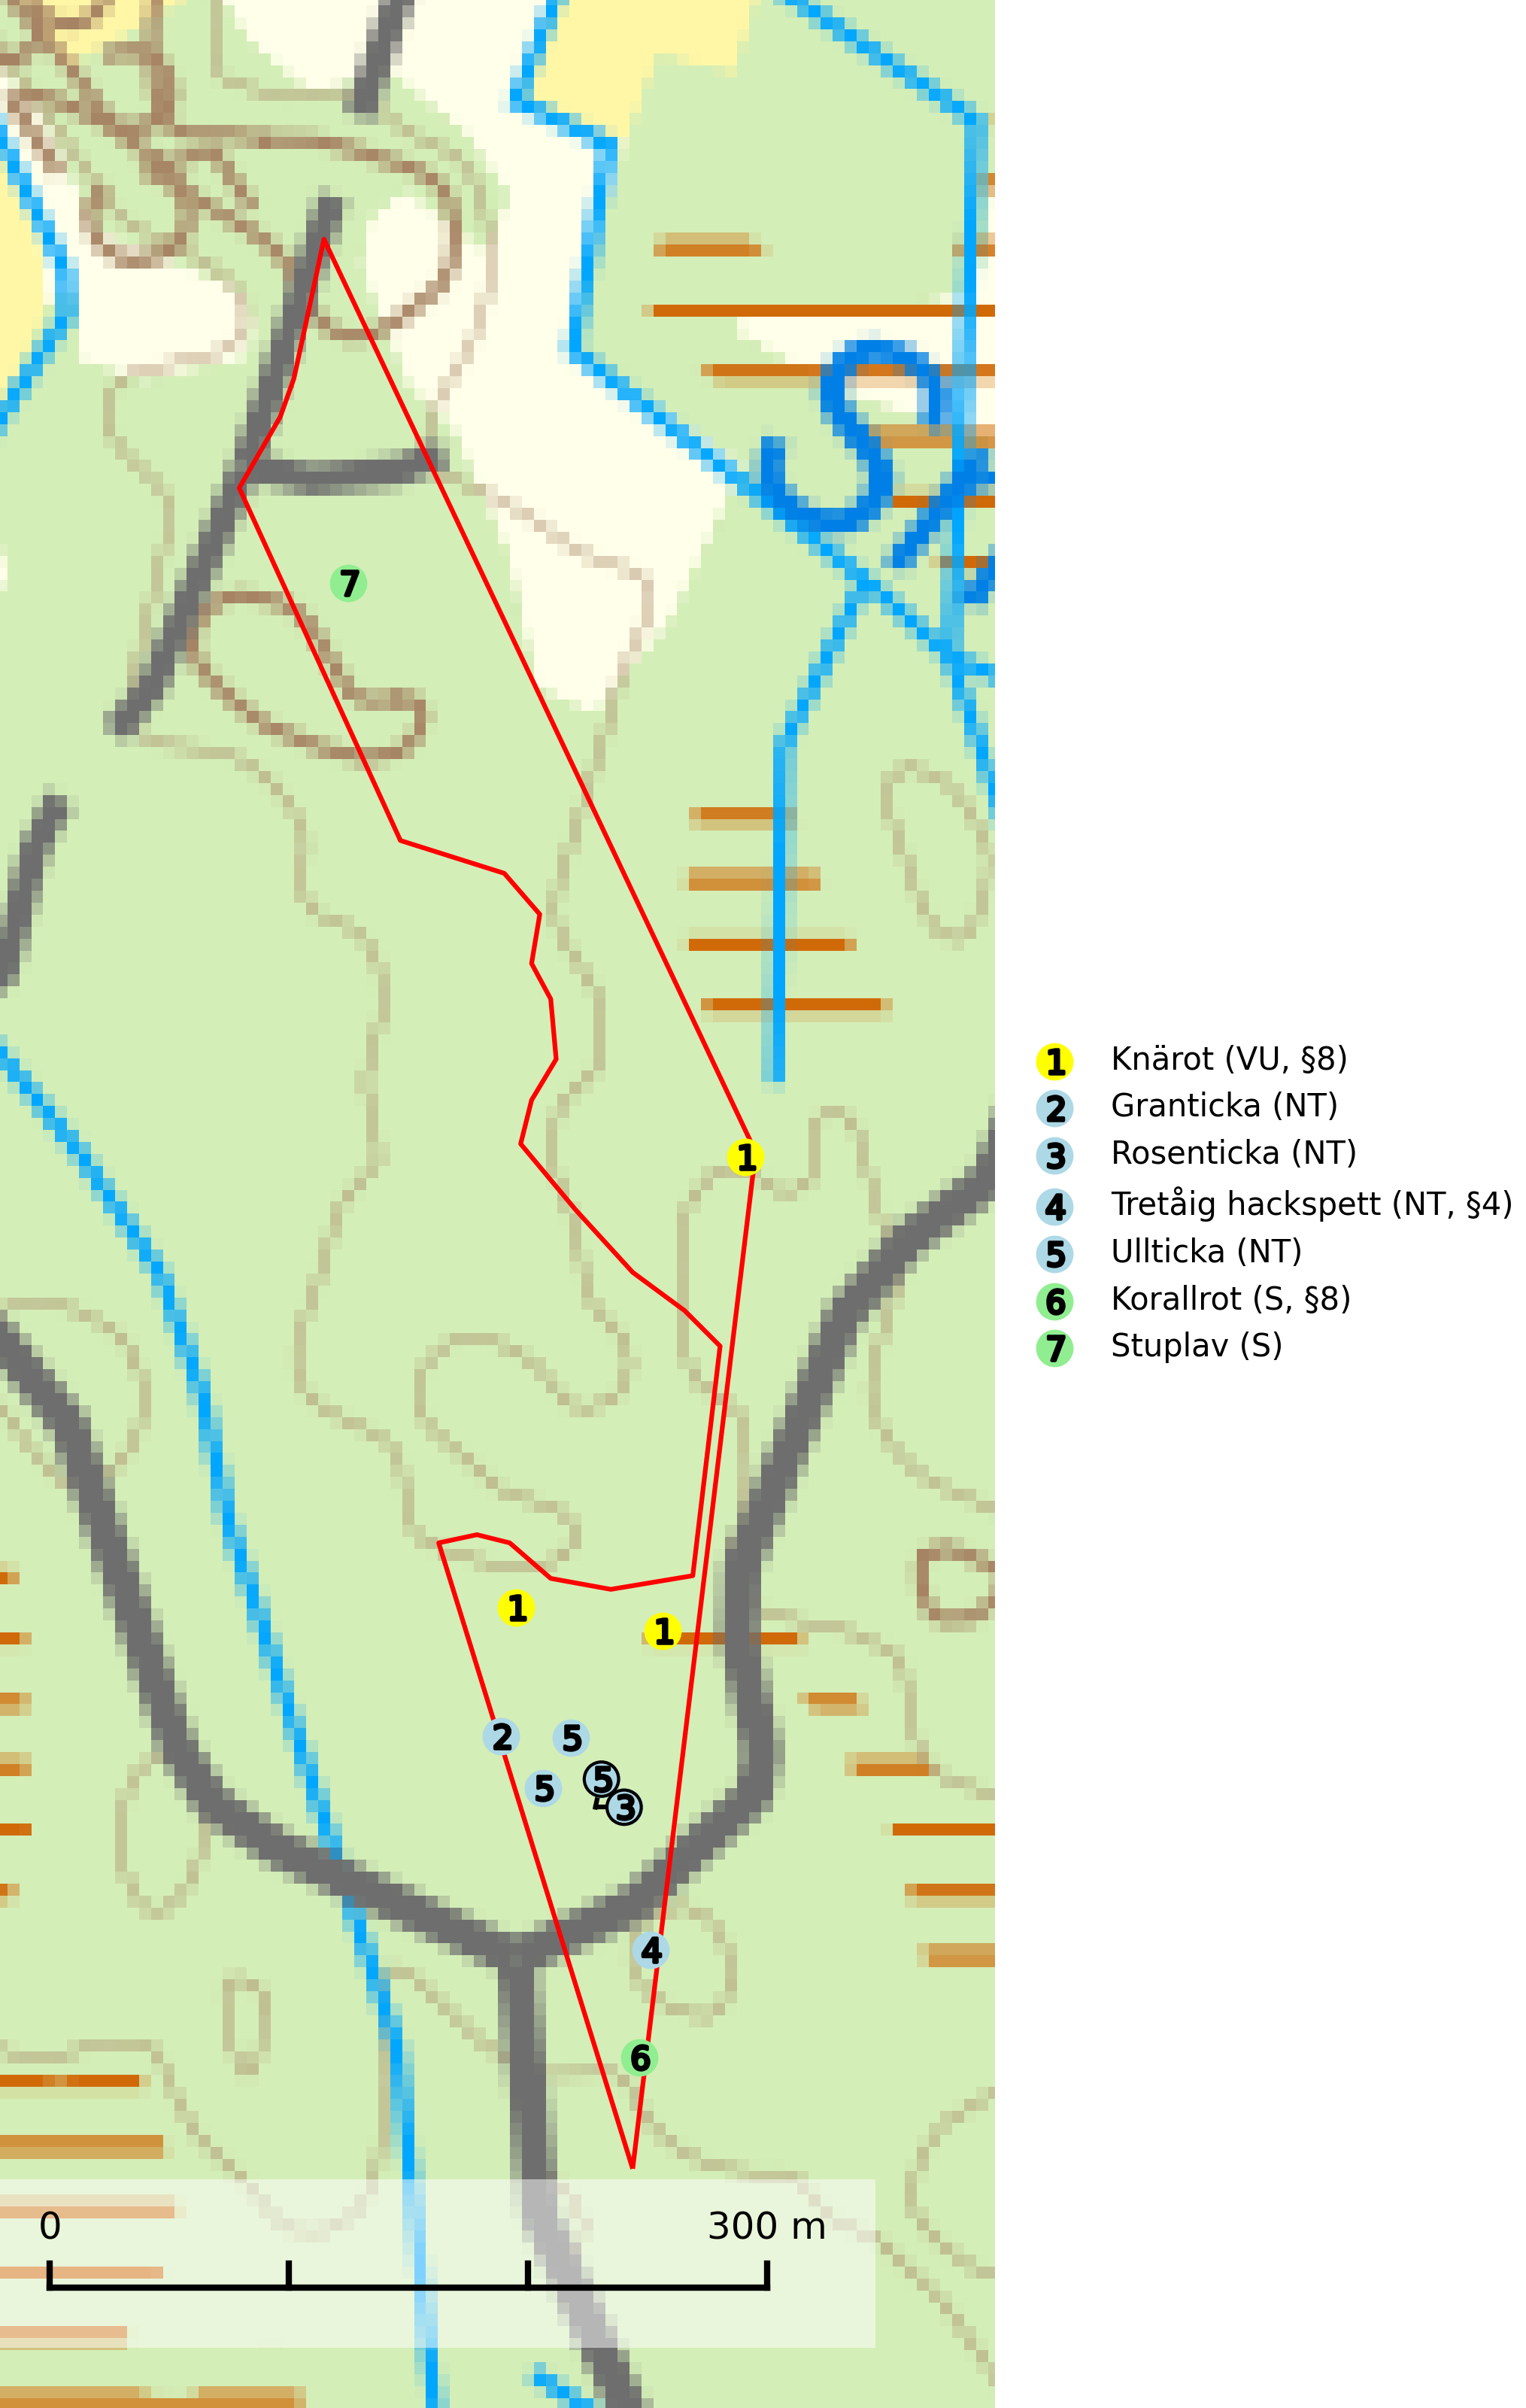 7
1
1
1
2
5
5
5
3
4
6
0
300 m
1 Knärot (VU, §8)
2 Granticka (NT)
3 Rosenticka (NT)
4 Tretåig hackspett (NT, §4)
5 Ullticka (NT)
6 Korallrot (S, §8)
7 Stuplav (S)